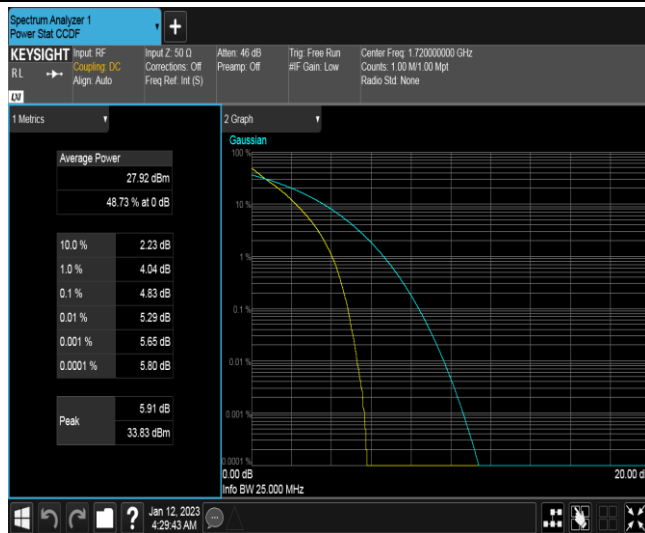 Spectrum Analyzer 1
Power Stat CCDF
+
KEYSIGHT
RL
Input: RF
Coupling: DC
Align: Auto
Input Z: 50 Ω
Corrections: Off
Freq Ref: Int (S)
Atten: 46 dB
Preamp: Off
Trig: Free Run
#IF Gain: Low
Center Freq: 1.720000000 GHz
Counts: 1.00 M/1.00 Mpt
Radio Std: None
1 Metrics
Average Power
27.92 dBm
48.73 % at 0 dB
10.0 % 2.23 dB
1.0 % 4.04 dB
0.1 % 4.83 dB
0.01 % 5.29 dB
0.001 % 5.65 dB
0.0001 % 5.80 dB
Peak
5.91 dB
33.83 dBm
2 Graph
Gaussian
100 %
10 %
1 %
0.1 %
0.01 %
0.001 %
0.0001 %
0.00 dB
20.00 d
Info BW 25.000 MHz
?
Jan 12, 2023
4:29:43 AM